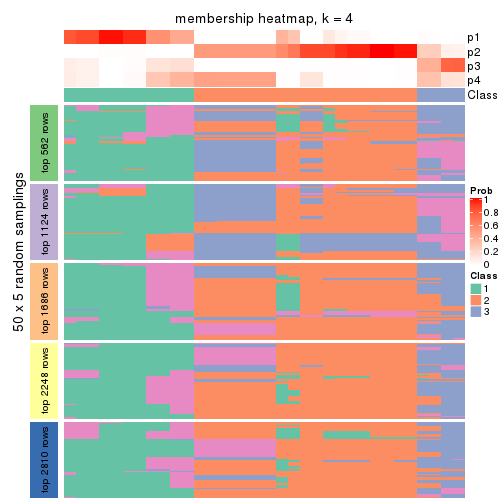 membership heatmap, k = 4
p1
p2
p3
p4
Class
50 x 5 random samplings
top 562 rows
top 1124 rows
top 1686 rows
top 2248 rows
top 2810 rows
Prob
1
0.8
0.6
0.4
0.2
0
Class
1
2
3